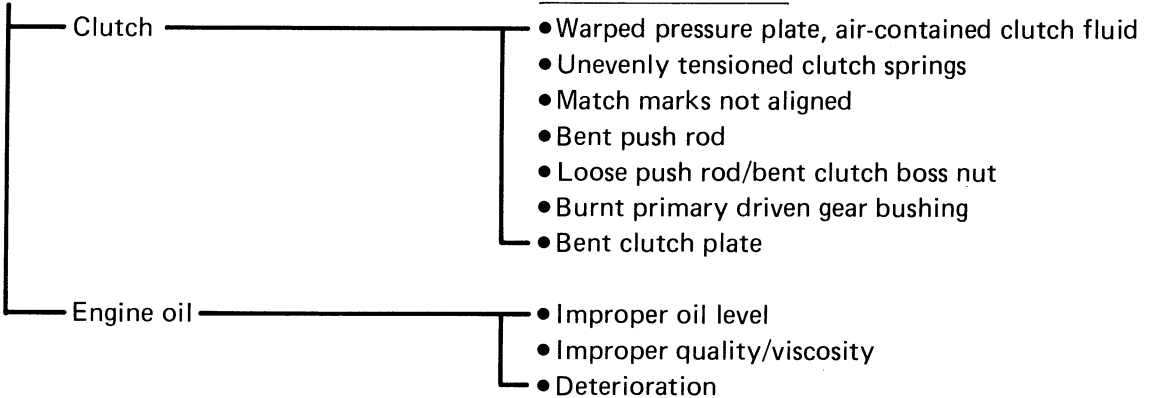 Clutch
• Warped pressure plate, air-contained clutch fluid
• Unevenly tensioned clutch springs
• Match marks not aligned
• Bent push rod
• Loose push rod/bent clutch boss nut
• Burnt primary driven gear bushing
• Bent clutch plate
Engine oil
• Improper oil level
• Improper quality/viscosity
• Deterioration